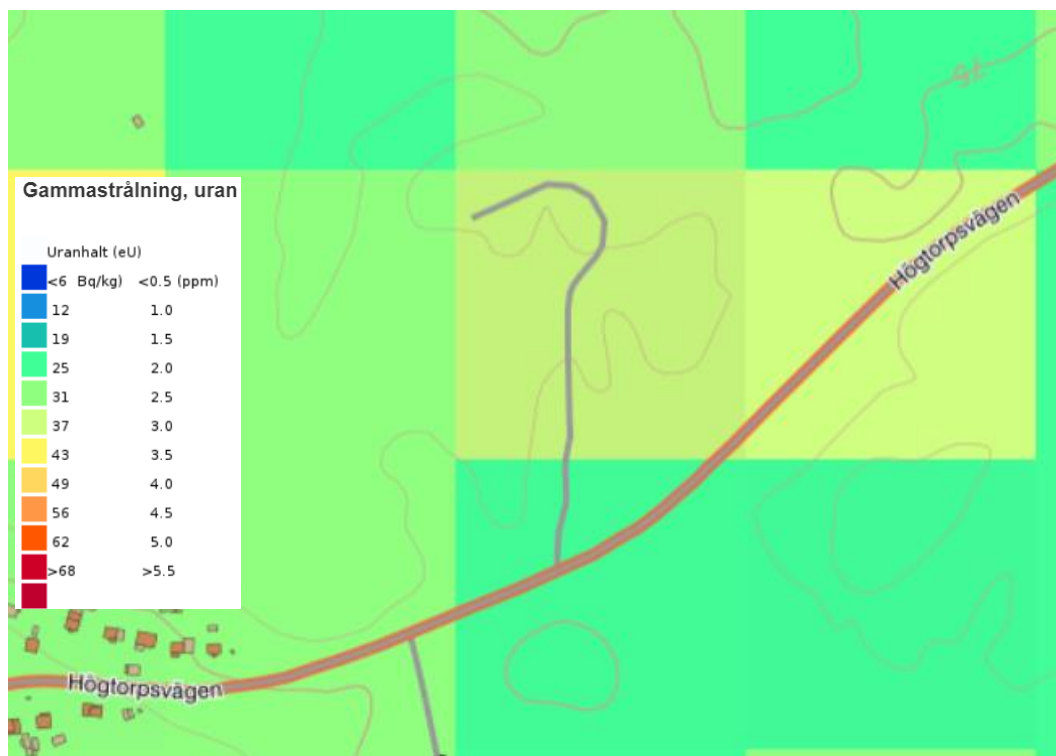 75
Gammastrålning, uran
Uranhalt (eU)
<6 Bq/kg) <0.5 (ppm)
12 1.0
19 1.5
25 2.0
31 2.5
37 3.0
43 3.5
49 4.0
56 4.5
62 5.0
>68 >5.5
Högtorpsvägen
Högtorpsvägen